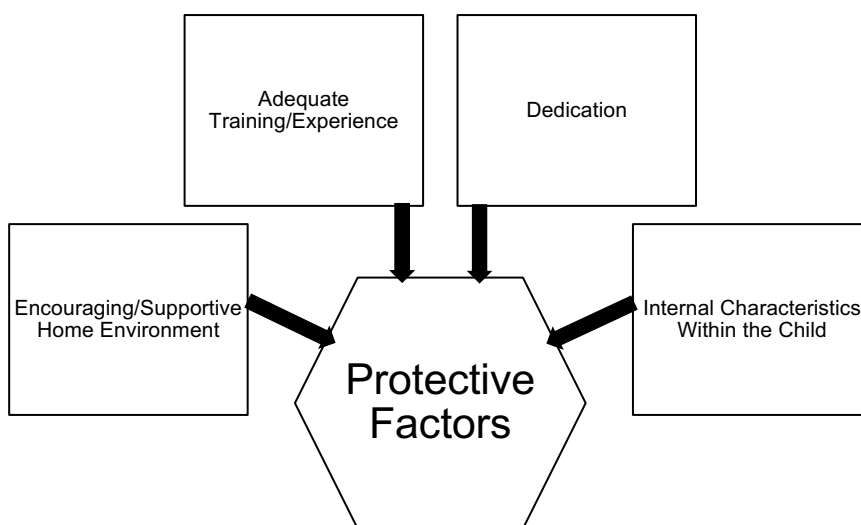 Adequate
Training/Experience
Dedication
Encouraging/Supportive
Home Environment
Internal Characteristics
Within the Child
Protective
Factors